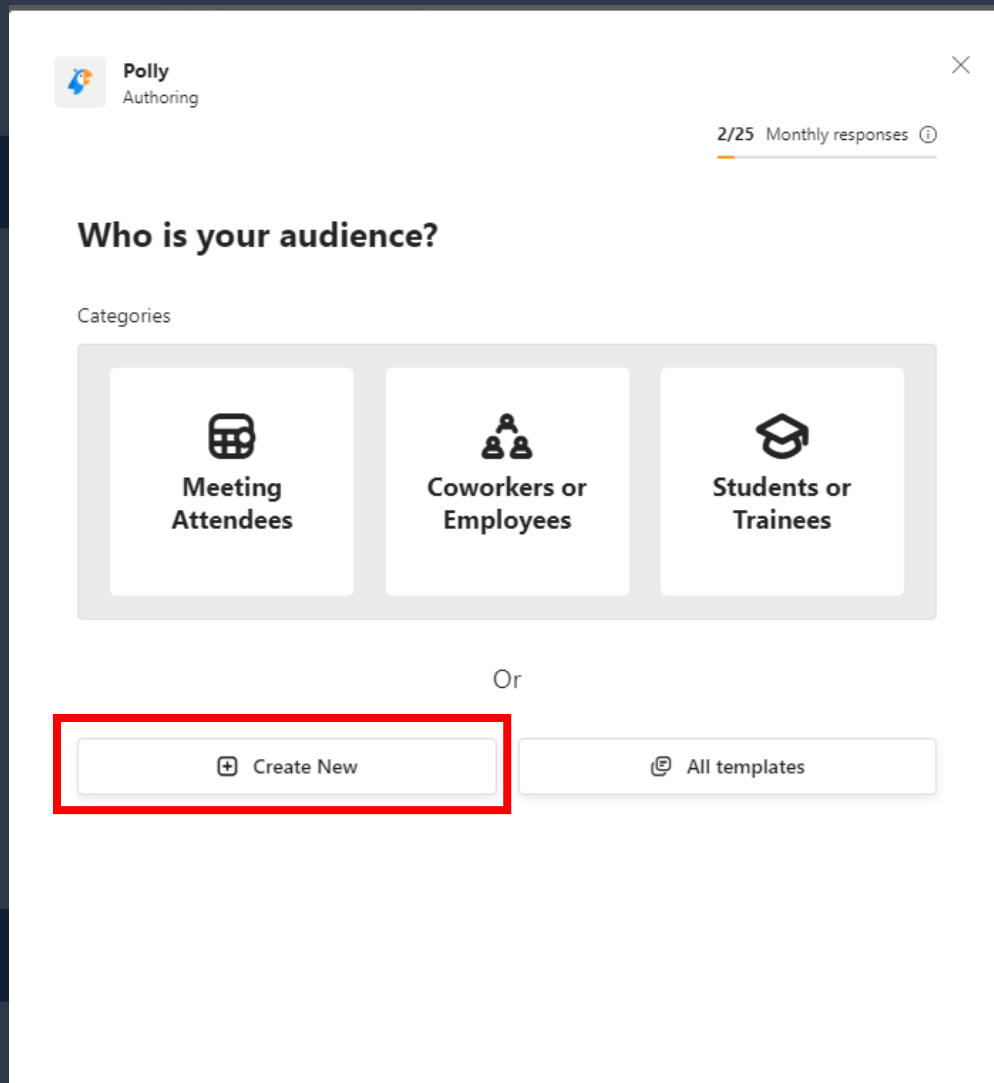 Polly
Authoring
2/25 Monthly responses
Who is your audience?
Categories
Meeting
Attendees
Coworkers or
Employees
Students or
Trainees
Or
Create New
All templates